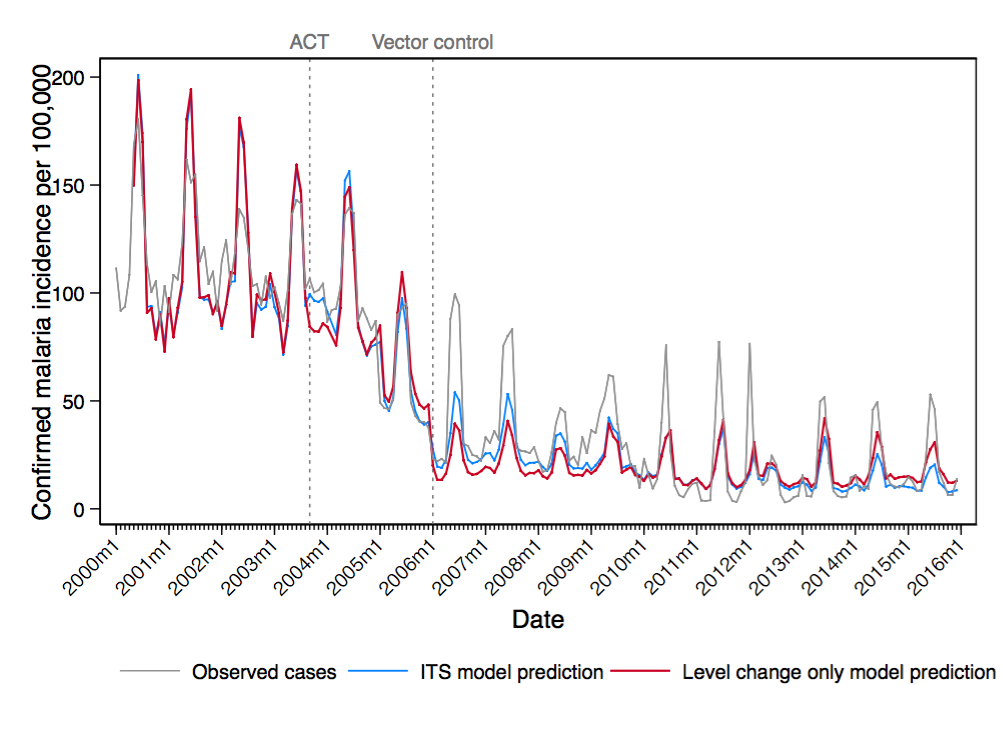 ACT Vector control
Confirmed malaria incidence per 100,000
200
150
100
50
0
2000m1 2001m1 2002m1 2003m1 2004m1 2005m1 2006m1 2007m1 2008m1 2009m1 2010m1 2011m1 2012m1 2013m1 2014m1 2015m1 2016m1
Date
Observed cases ITS model prediction Level change only model prediction